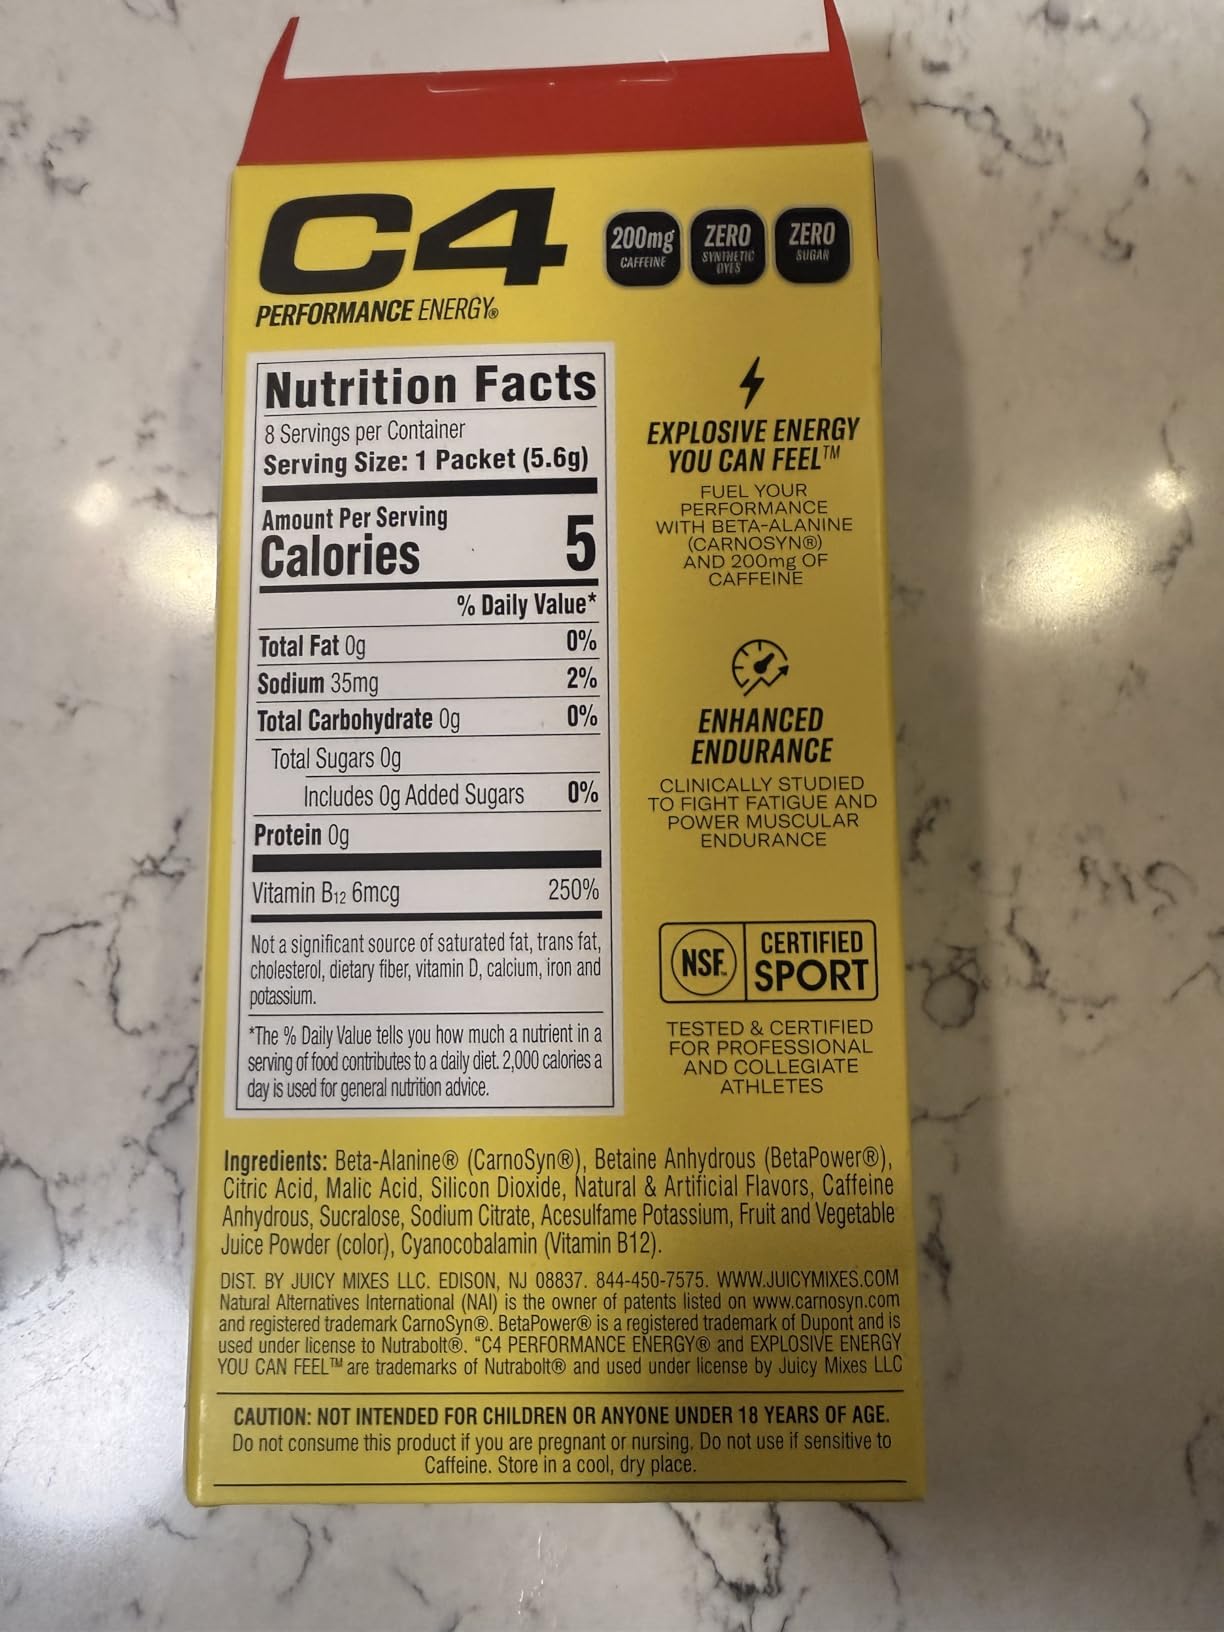 C4
PERFORMANCE ENERGY®
200mg
CAFFEINE
ZERO
SYNTHETIC
DYES
ZERO
SUGAR
Nutrition Facts
8 Servings per Container
Serving Size: 1 Packet (5.6g)
Amount Per Serving
Calories 5
% Daily Value*
Total Fat 0g 0%
Sodium 35mg 2%
Total Carbohydrate 0g 0%
Total Sugars 0g
Includes 0g Added Sugars 0%
Protein 0g
Vitamin B12 6mcg 250%
Not a significant source of saturated fat, trans fat,
cholesterol, dietary fiber, vitamin D, calcium, iron and
potassium.
*The % Daily Value tells you how much a nutrient in a
serving of food contributes to a daily diet. 2,000 calories a
day is used for general nutrition advice.
EXPLOSIVE ENERGY
YOU CAN FEEL™
FUEL YOUR
PERFORMANCE
WITH BETA-ALANINE
(CARNOSYN®)
AND 200mg OF
CAFFEINE
ENHANCED
ENDURANCE
CLINICALLY STUDIED
TO FIGHT FATIGUE AND
POWER MUSCULAR
ENDURANCE
NSF™
CERTIFIED
SPORT
TESTED & CERTIFIED
FOR PROFESSIONAL
AND COLLEGIATE
ATHLETES
Ingredients: Beta-Alanine® (CarnoSyn®), Betaine Anhydrous (BetaPower®),
Citric Acid, Malic Acid, Silicon Dioxide, Natural & Artificial Flavors, Caffeine
Anhydrous, Sucralose, Sodium Citrate, Acesulfame Potassium, Fruit and Vegetable
Juice Powder (color), Cyanocobalamin (Vitamin B12).
DIST. BY JUICY MIXES LLC. EDISON, NJ 08837. 844-450-7575. WWW.JUICYMIXES.COM
Natural Alternatives International (NAI) is the owner of patents listed on www.carnosyn.com
and registered trademark CarnoSyn®. BetaPower® is a registered trademark of Dupont and is
used under license to Nutrabolt®. "C4 PERFORMANCE ENERGY® and EXPLOSIVE ENERGY
YOU CAN FEEL™ are trademarks of Nutrabolt® and used under license by Juicy Mixes LLC
CAUTION: NOT INTENDED FOR CHILDREN OR ANYONE UNDER 18 YEARS OF AGE.
Do not consume this product if you are pregnant or nursing. Do not use if sensitive to
Caffeine. Store in a cool, dry place.